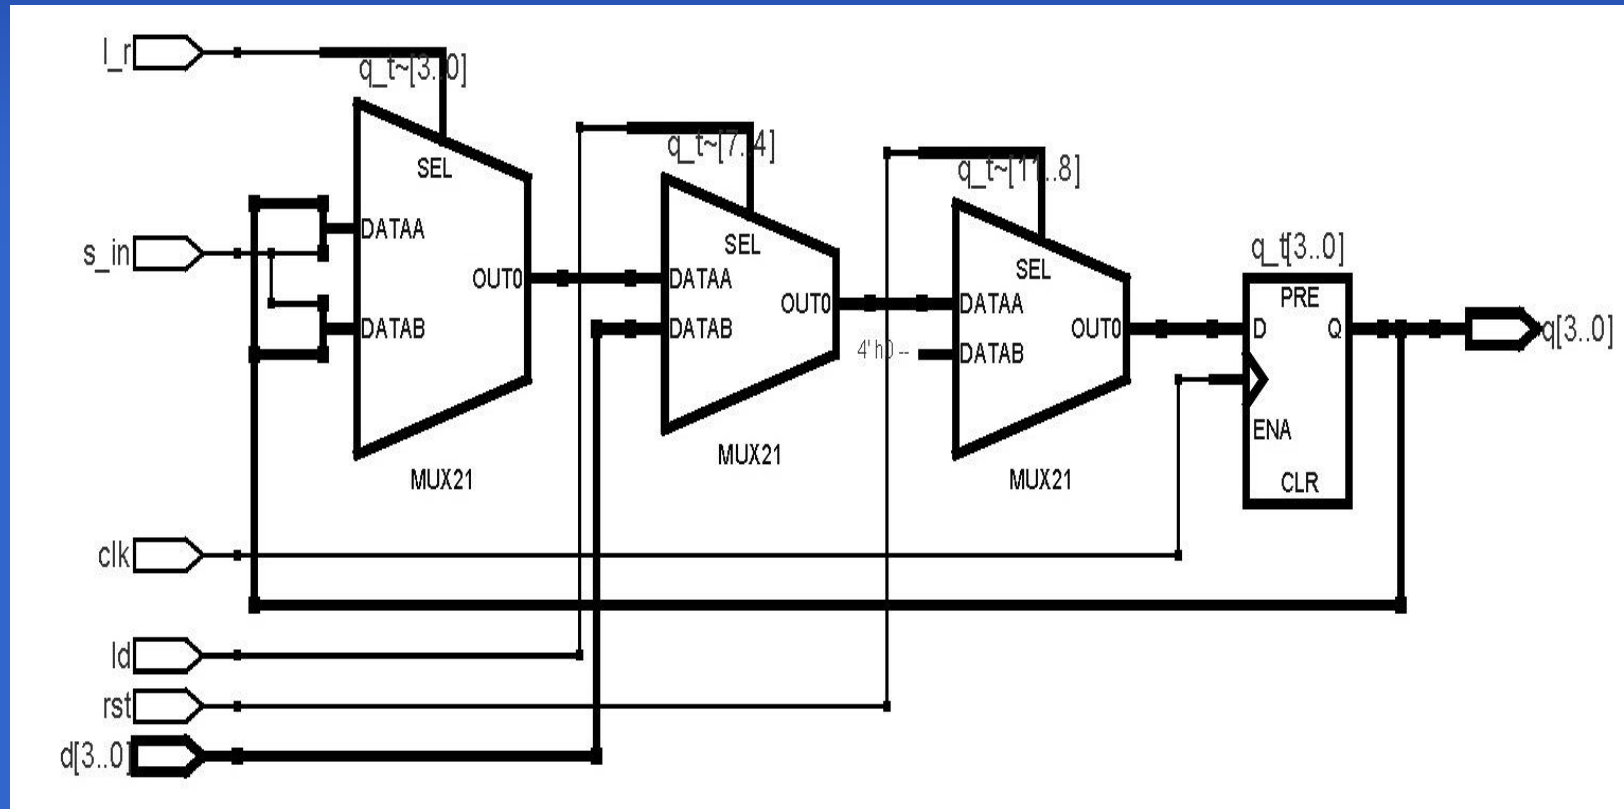 l_r
q_t~[3..0]
SEL
DATAA
DATAB
OUT0
MUX21
s_in
q_t~[7..4]
SEL
DATAA
DATAB
OUT0
MUX21
q_t~[11..8]
SEL
DATAA
4'h0 --
DATAB
OUT0
MUX21
q_t[3..0]
PRE
D
Q
ENA
CLR
q[3..0]
clk
ld
rst
d[3..0]